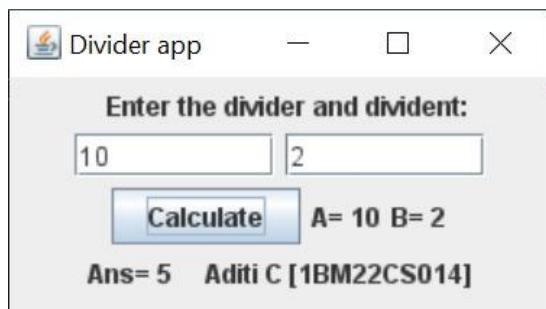 Divider app
Enter the divider and divident:
10 2
Calculate A= 10 B= 2
Ans= 5 Aditi C [1BM22CS014]